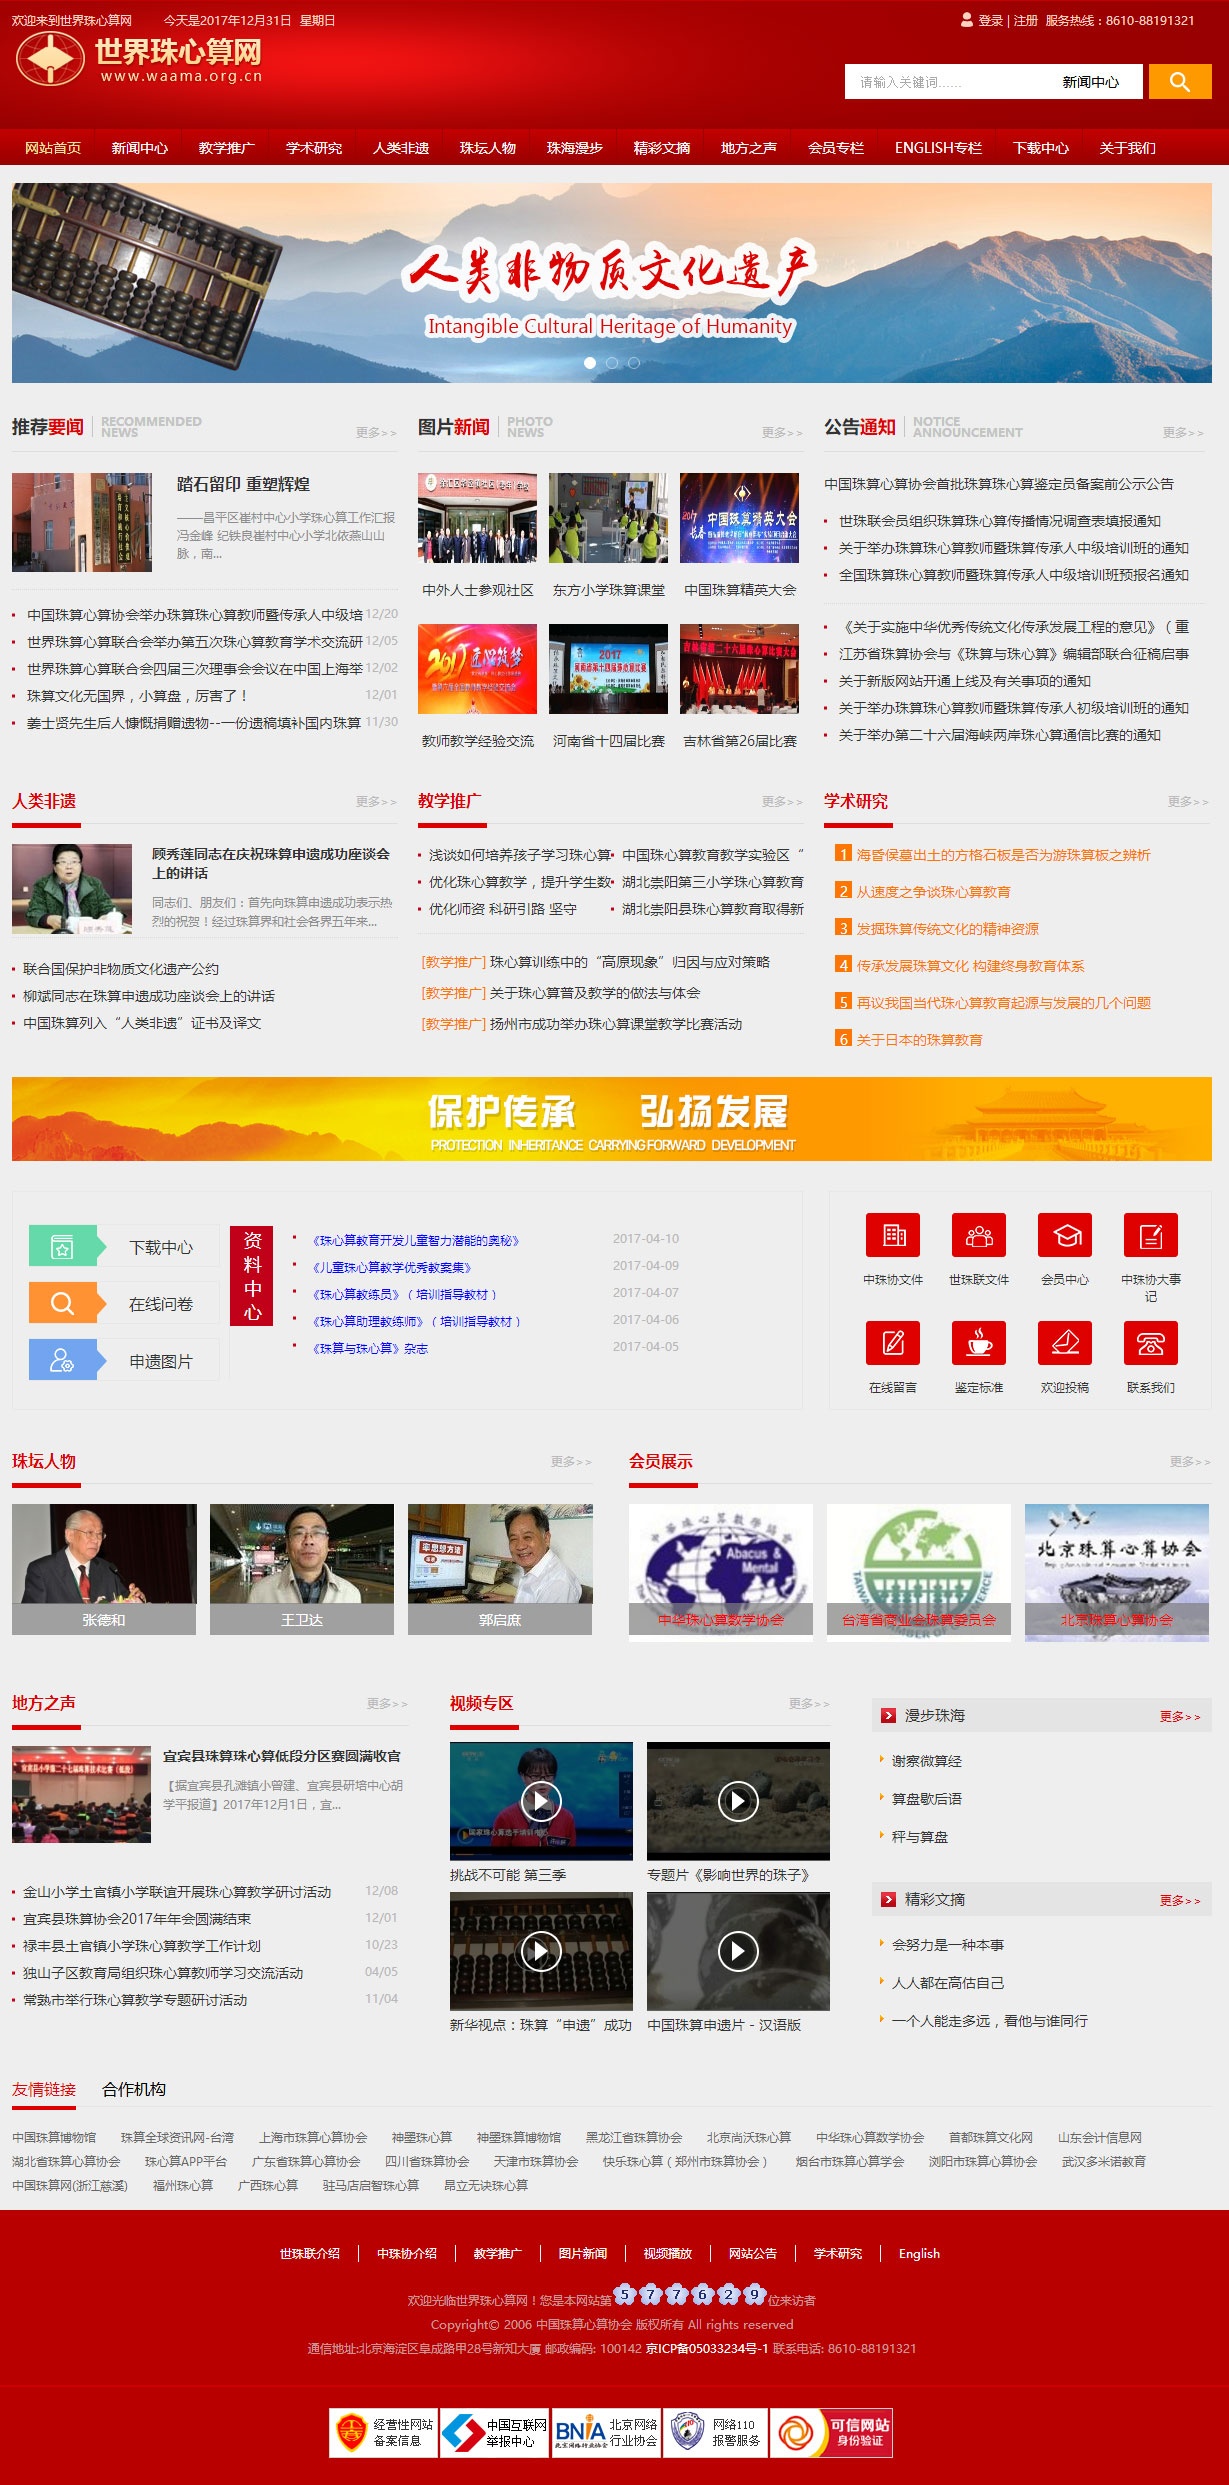 欢迎来到世界珠心算网 今天是2017年12月31日 星期日
登录 | 注册 服务热线：8610-88191321
世界珠心算网
www.waama.org.cn
请输入关键词…… 新闻中心
网站首页 新闻中心 教学推广 学术研究 人类非遗 珠坛人物 珠海漫步 精彩文摘 地方之声 会员专栏 ENGLISH专栏 下载中心 关于我们
人类非物质文化遗产
Intangible Cultural Heritage of Humanity
推荐要闻 RECOMMENDED NEWS 更多>>
踏石留印 重塑辉煌
——昌平区崔村中心小学珠心算工作汇报
冯金峰 纪铁良崔村中心小学北依燕山山
脉，南...
中国珠算心算协会举办珠算珠心算教师暨传承人中级培 12/20
世界珠算心算联合会举办第五次珠心算教育学术交流研 12/05
世界珠算心算联合会四届三次理事会会议在中国上海举 12/02
珠算文化无国界，小算盘，厉害了！ 12/01
姜士贤先生后人慷慨捐赠遗物--一份遗稿填补国内珠算 11/30
图片新闻 PHOTO NEWS 更多>>
中外人士参观社区 东方小学珠算课堂 中国珠算精英大会
教师教学经验交流 河南省十四届比赛 吉林省第26届比赛
公告通知 NOTICE ANNOUNCEMENT 更多>>
中国珠算心算协会首批珠算珠心算鉴定员备案前公示公告
世珠联会员组织珠算珠心算传播情况调查表填报通知
关于举办珠算珠心算教师暨珠算传承人中级培训班的通知
全国珠算珠心算教师暨珠算传承人中级培训班预报名通知
《关于实施中华优秀传统文化传承发展工程的意见》（重
江苏省珠算协会与《珠算与珠心算》编辑部联合征稿启事
关于新版网站开通上线及有关事项的通知
关于举办珠算珠心算教师暨珠算传承人初级培训班的通知
关于举办第二十六届海峡两岸珠心算通信比赛的通知
人类非遗 更多>>
顾秀莲同志在庆祝珠算申遗成功座谈会
上的讲话
同志们、朋友们：首先向珠算申遗成功表示热
烈的祝贺！经过珠算界和社会各界五年来...
联合国保护非物质文化遗产公约
柳斌同志在珠算申遗成功座谈会上的讲话
中国珠算列入“人类非遗”证书及译文
教学推广 更多>>
浅谈如何培养孩子学习珠心算 中国珠心算教育教学实验区“
优化珠心算教学，提升学生数 湖北崇阳第三小学珠心算教育
优化师资 科研引路 坚守 湖北崇阳县珠心算教育取得新
[教学推广] 珠心算训练中的“高原现象”归因与应对策略
[教学推广] 关于珠心算普及教学的做法与体会
[教学推广] 扬州市成功举办珠心算课堂教学比赛活动
学术研究 更多>>
1 海昏侯墓出土的方格石板是否为游珠算板之辨析
2 从速度之争谈珠心算教育
3 发掘珠算传统文化的精神资源
4 传承发展珠算文化 构建终身教育体系
5 再议我国当代珠心算教育起源与发展的几个问题
6 关于日本的珠算教育
保护传承 弘扬发展
PROTECTION INHERITANCE CARRYING FORWARD DEVELOPMENT
下载中心
在线问卷
申遗图片
资料中心
《珠心算教育开发儿童智力潜能的奥秘》 2017-04-10
《儿童珠心算教学优秀教案集》 2017-04-09
《珠心算教练员》（培训指导教材） 2017-04-07
《珠心算助理教练师》（培训指导教材） 2017-04-06
《珠算与珠心算》杂志 2017-04-05
中珠协文件 世珠联文件 会员中心 中珠协大事记
在线留言 鉴定标准 欢迎投稿 联系我们
珠坛人物 更多>>
张德和 王卫达 郭启庶
会员展示 更多>>
Abacus & Mental
北京珠算心算协会
中华珠心算数学协会 台湾省商业会珠算委员会 北京珠算心算协会
地方之声 更多>>
宜宾县珠算珠心算低段分区赛圆满收官
【据宜宾县孔滩镇小曾建、宜宾县研培中心胡
学平报道】2017年12月1日，宜...
金山小学土官镇小学联谊开展珠心算教学研讨活动 12/08
宜宾县珠算协会2017年年会圆满结束 12/01
禄丰县土官镇小学珠心算教学工作计划 10/23
独山子区教育局组织珠心算教师学习交流活动 04/05
常熟市举行珠心算教学专题研讨活动 11/04
视频专区 更多>>
挑战不可能 第三季 专题片《影响世界的珠子》
新华视点：珠算“申遗”成功 中国珠算申遗片 - 汉语版
漫步珠海 更多>>
谢察微算经
算盘歇后语
秤与算盘
精彩文摘 更多>>
会努力是一种本事
人人都在高估自己
一个人能走多远，看他与谁同行
友情链接 合作机构
中国珠算博物馆 珠算全球资讯网-台湾 上海市珠算心算协会 神墨珠心算 神墨珠算博物馆 黑龙江省珠算协会 北京尚沃珠心算 中华珠心算数学协会 首都珠算文化网 山东会计信息网
湖北省珠算心算协会 珠心算APP平台 广东省珠算心算协会 四川省珠算协会 天津市珠算协会 快乐珠心算（郑州市珠算协会） 烟台市珠算心算学会 浏阳市珠算心算协会 武汉多米诺教育
中国珠算网(浙江慈溪) 福州珠心算 广西珠心算 驻马店启智珠心算 昂立无诀珠心算
世珠联介绍 中珠协介绍 教学推广 图片新闻 视频播放 网站公告 学术研究 English
欢迎光临世界珠心算网！您是本网站第577629位来访者
Copyright© 2006 中国珠算心算协会 版权所有 All rights reserved
通信地址:北京海淀区阜成路甲28号新知大厦 邮政编码: 100142 京ICP备05033234号-1 联系电话: 8610-88191321
经营性网站 备案信息
中国互联网 举报中心
BNIA 北京网络 行业协会
网络110 报警服务
可信网站 身份验证